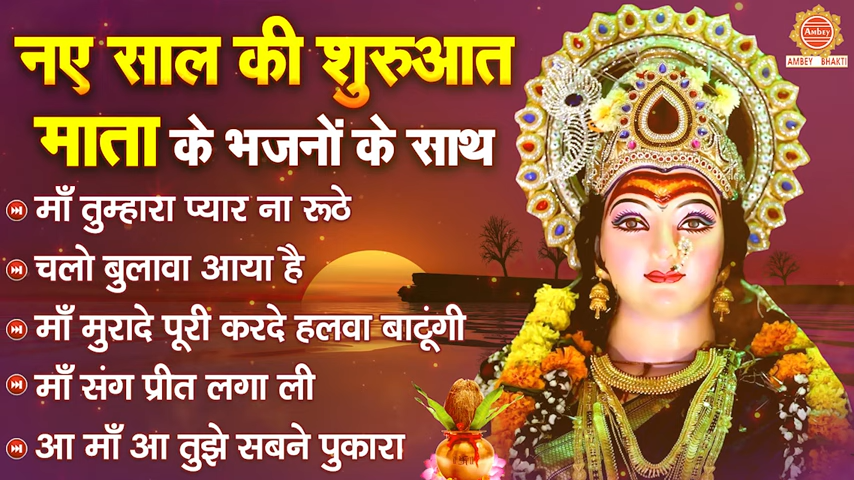 नए साल की शुरुआत
माता के भजनों के साथ
माँ तुम्हारा प्यार ना रूठे
चलो बुलावा आया है
माँ मुरादे पूरी करदे हलवा बाटूंगी
माँ संग प्रीत लगा ली
आ माँ आ तुझे सबने पुकारा
AMBEY
AMBEY BHAKTI